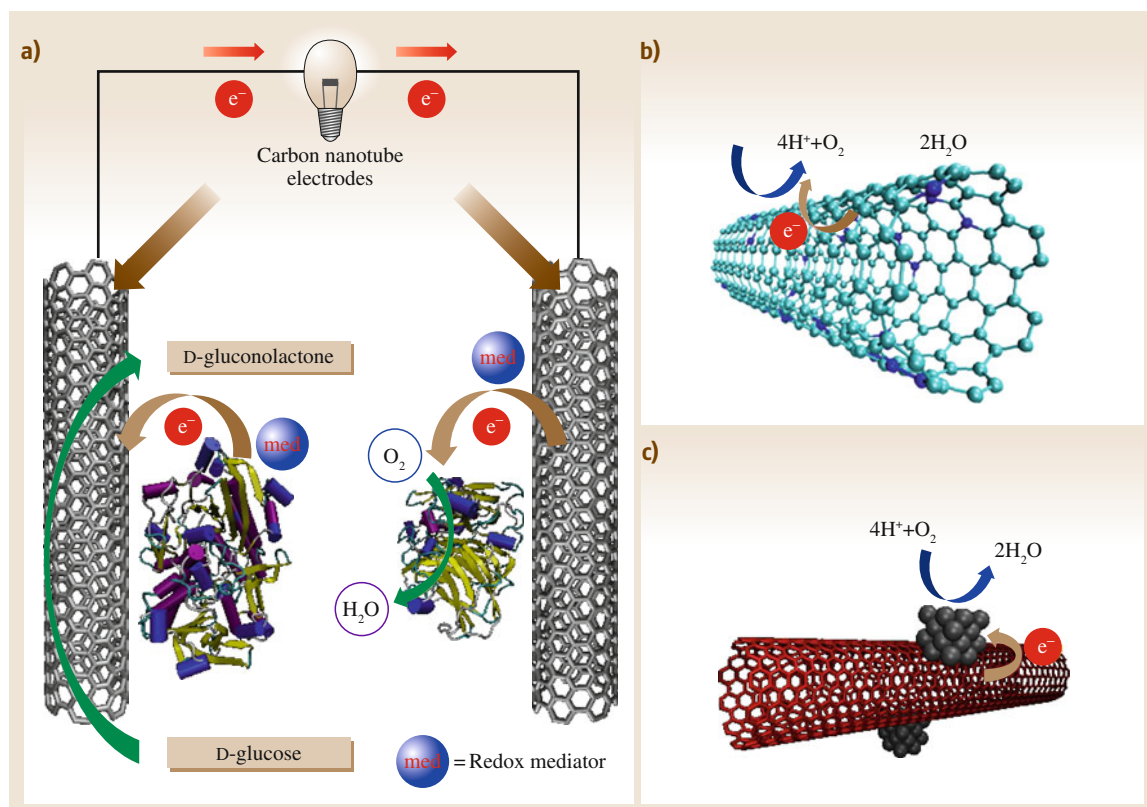 a)
e⁻
e⁻
Carbon nanotube
electrodes
D-gluconolactone
e⁻
med
med
e⁻
O₂
H₂O
D-glucose
med = Redox mediator
b)
4H⁺+O₂
2H₂O
e⁻
c)
4H⁺+O₂
2H₂O
e⁻